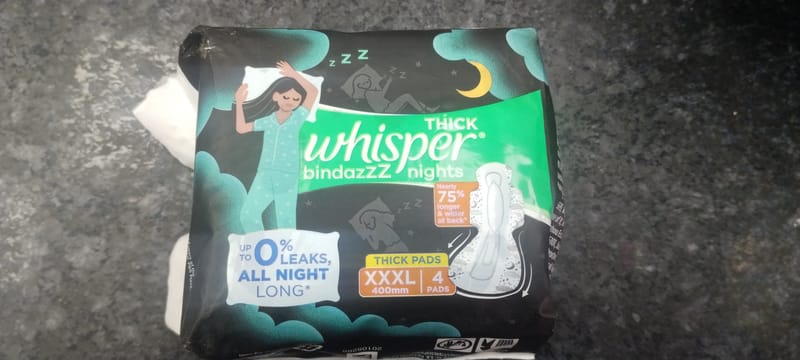 z z Z
z z z
THICK
whisper®
bindazZZ nights
Nearly
75%
longer
& wider
at back*
UP TO 0% LEAKS,
ALL NIGHT
LONG*
THICK PADS
XXXL 4
400mm PADS